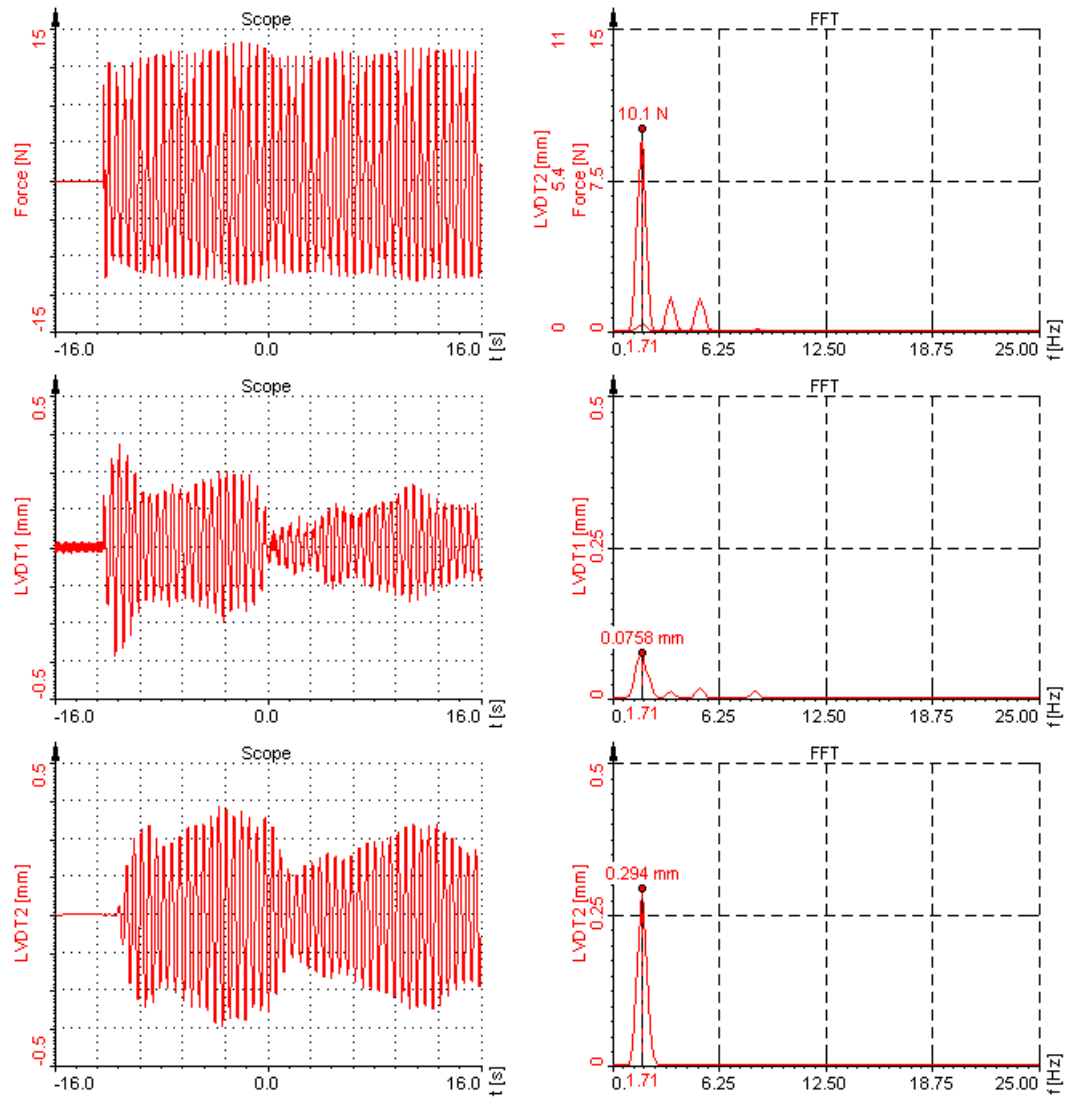 Scope
15
Force [N]
-15
-16.0
0.0
16.0
t [s]
FFT
11
15
10.1 N
LVDT2 [mm]
5.4
Force [N]
7.5
0
0
0.
1.71
6.25
12.50
18.75
25.00
f [Hz]
Scope
0.5
LVDT1 [mm]
-0.5
-16.0
0.0
16.0
t [s]
FFT
0.5
LVDT1 [mm]
0.25
0.0758 mm
0
0.
1.71
6.25
12.50
18.75
25.00
f [Hz]
Scope
0.5
LVDT2 [mm]
-0.5
-16.0
0.0
16.0
t [s]
FFT
0.5
0.294 mm
LVDT2 [mm]
0.25
0
0.
1.71
6.25
12.50
18.75
25.00
f [Hz]